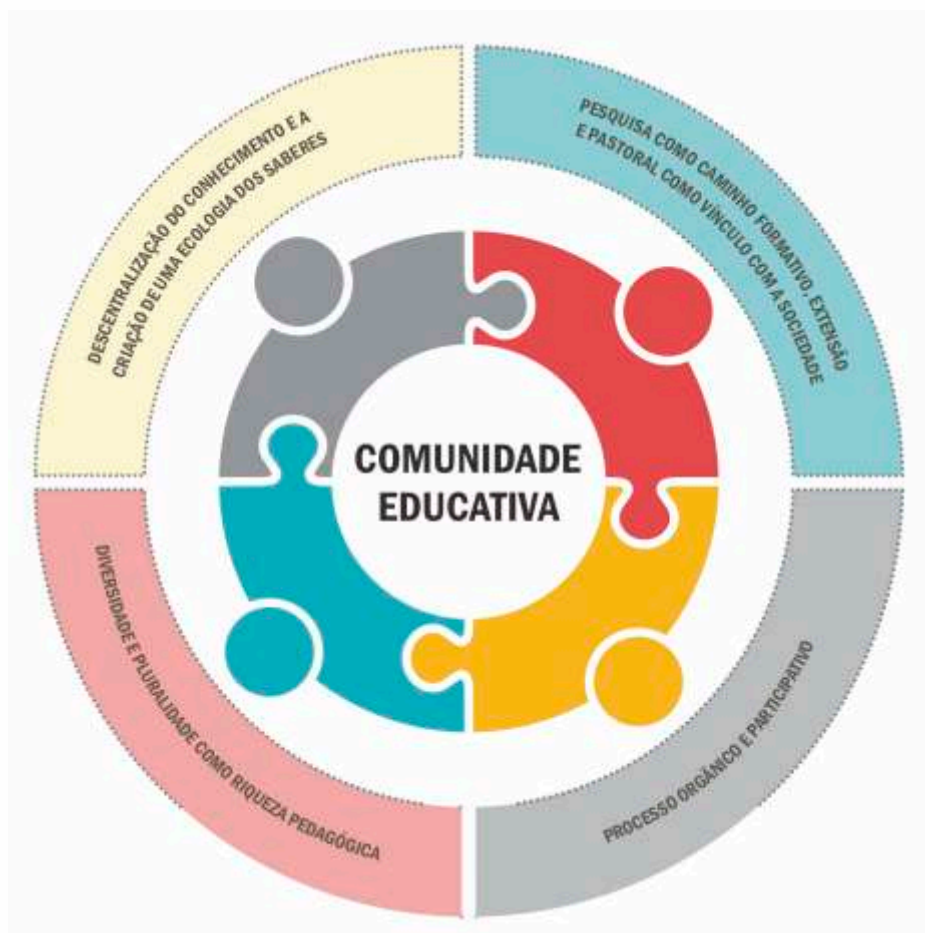 DESCENTRALIZAÇÃO DO CONHECIMENTO E A
CRIAÇÃO DE UMA ECOLOGIA DOS SABERES
PESQUISA COMO CAMINHO FORMATIVO, EXTENSÃO
E PASTORAL COMO VÍNCULO COM A SOCIEDADE
COMUNIDADE
EDUCATIVA
DIVERSIDADE E PLURALIDADE COMO RIQUEZA PEDAGÓGICA
PROCESSO ORGÂNICO E PARTICIPATIVO